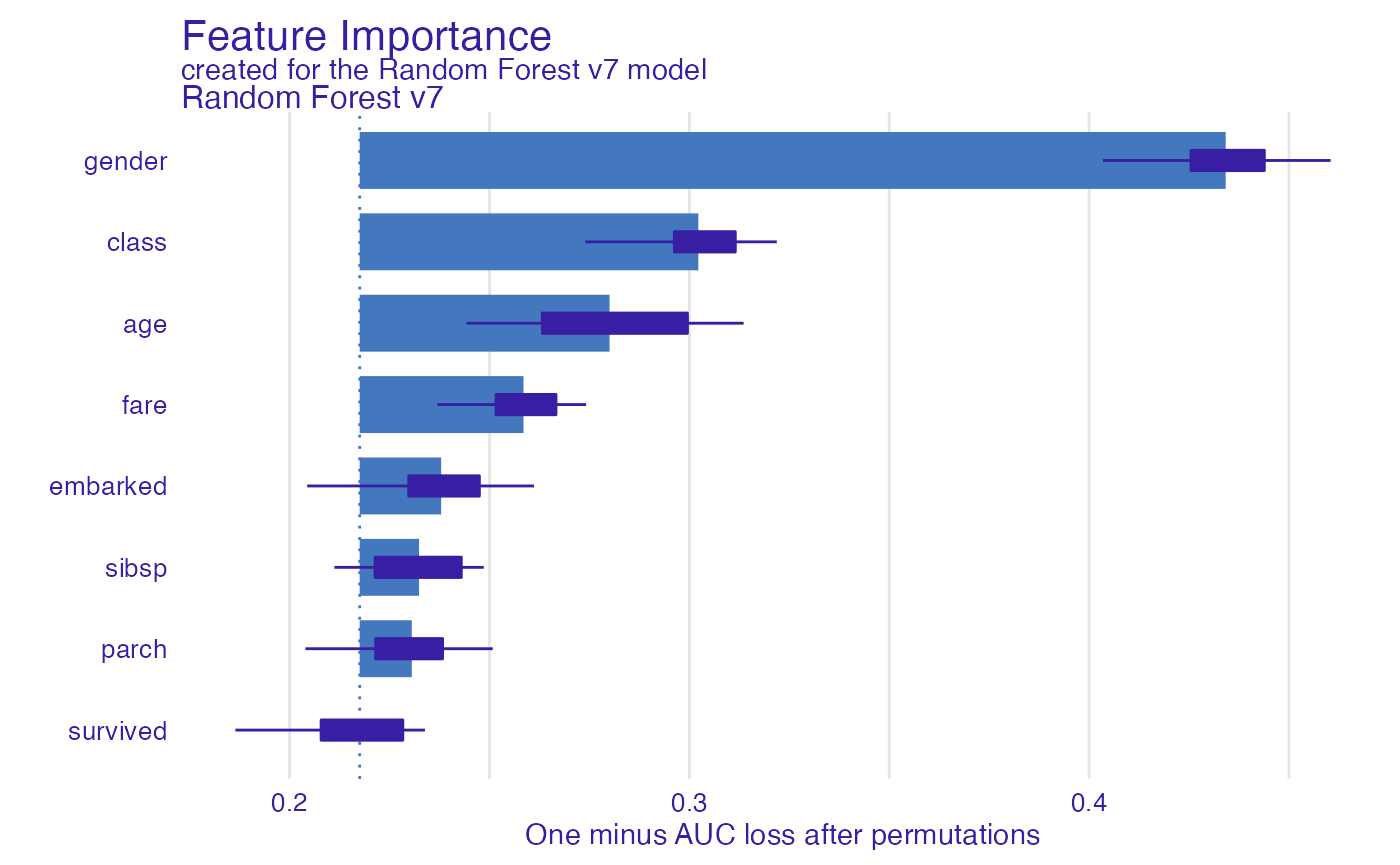 Feature Importance
created for the Random Forest v7 model
Random Forest v7
gender
class
age
fare
embarked
sibsp
parch
survived
0.2 0.3 0.4
One minus AUC loss after permutations